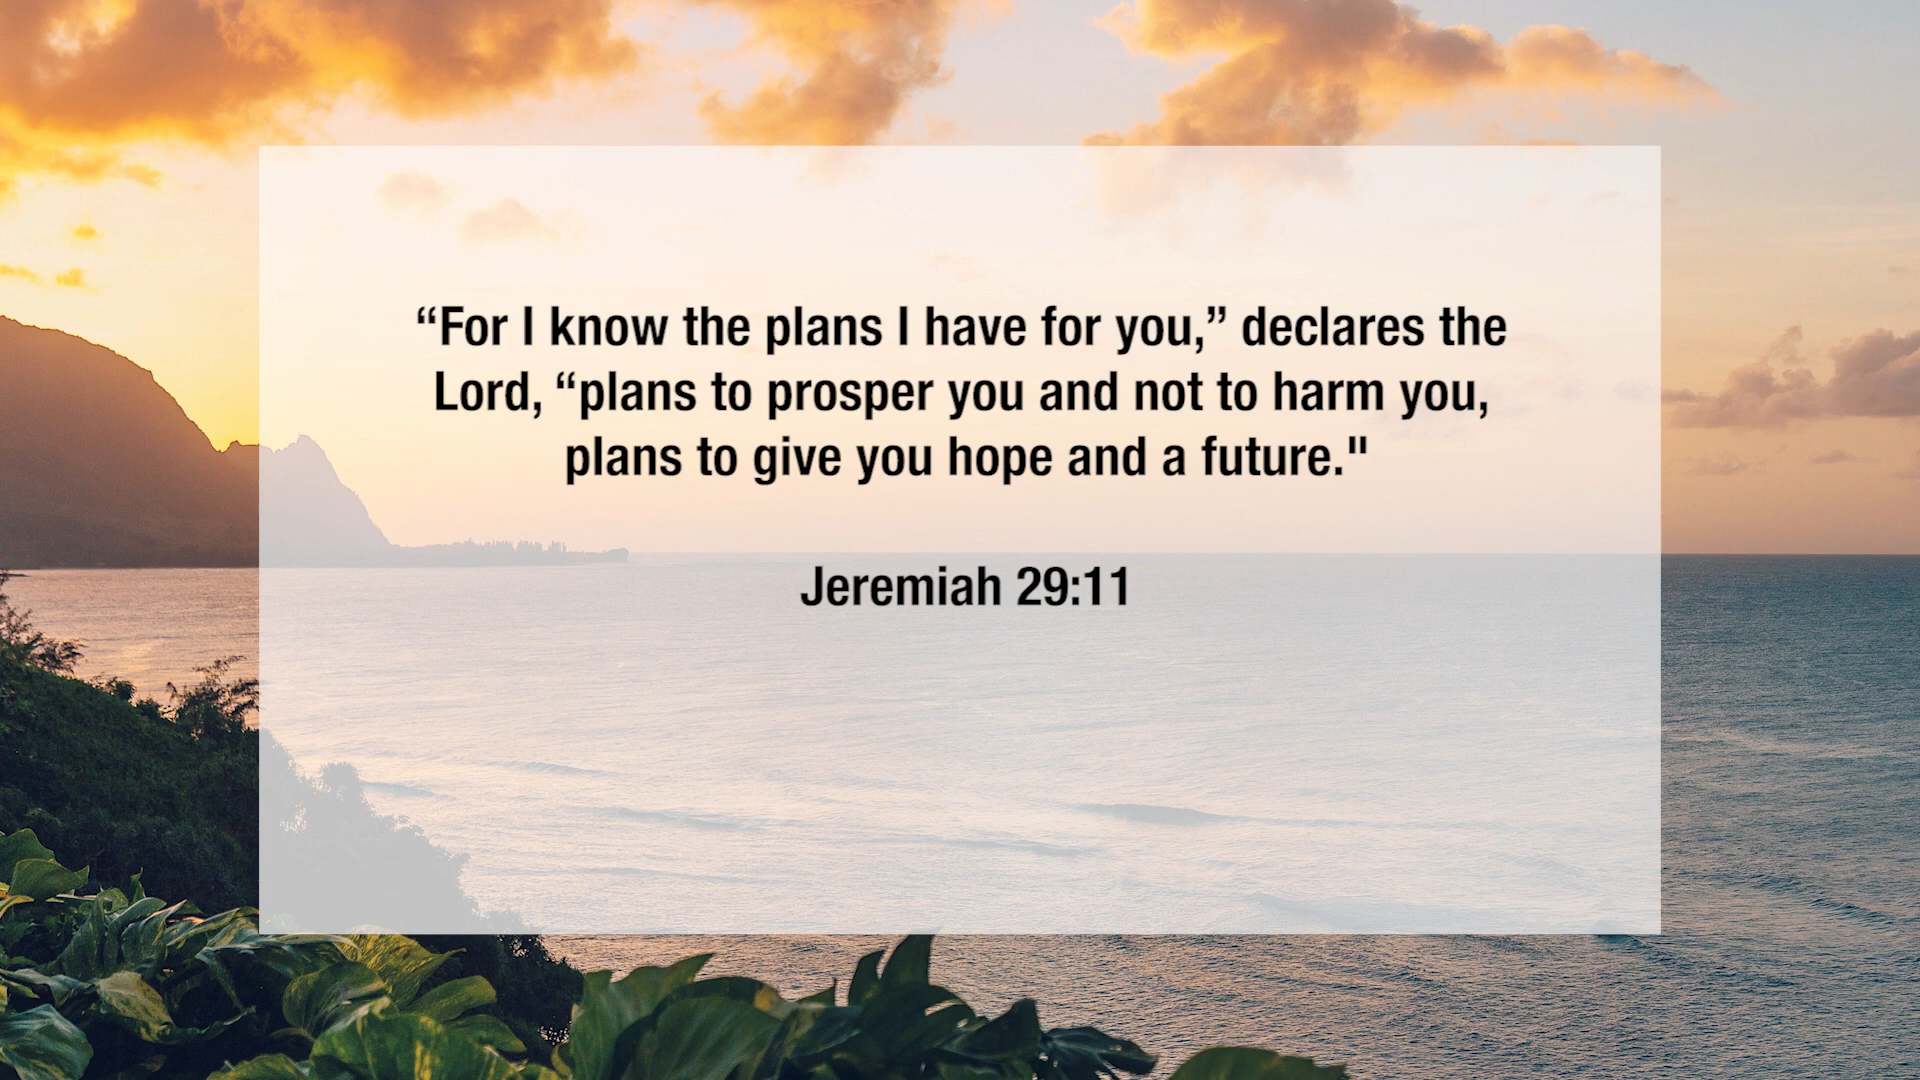 “For I know the plans I have for you,” declares the
Lord, “plans to prosper you and not to harm you,
plans to give you hope and a future."
Jeremiah 29:11